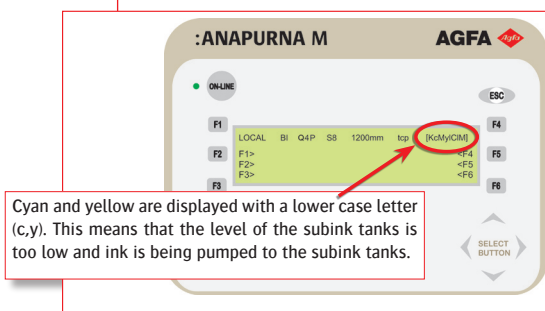 :ANAPURNA M
AGFA Agfa
ON-LINE
ESC
F1
F4
LOCAL BI Q4P S8 1200mm tcp [KcMylClM]
F2
F1> <F4
F5
F2> <F5
F3> <F6
F3
F6
Cyan and yellow are displayed with a lower case letter
(c,y). This means that the level of the subink tanks is
too low and ink is being pumped to the subink tanks.
SELECT
BUTTON